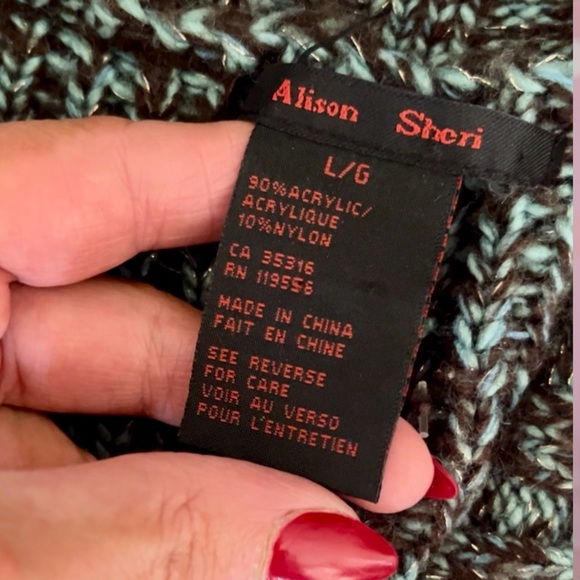 Alison Sheri
L/G
90%ACRYLIC/
ACRYLIQUE
10%NYLON
CA 35316
RN 119556
MADE IN CHINA
FAIT EN CHINE
SEE REVERSE
FOR CARE
VOIR AU VERSO
POUR L'ENTRETIEN